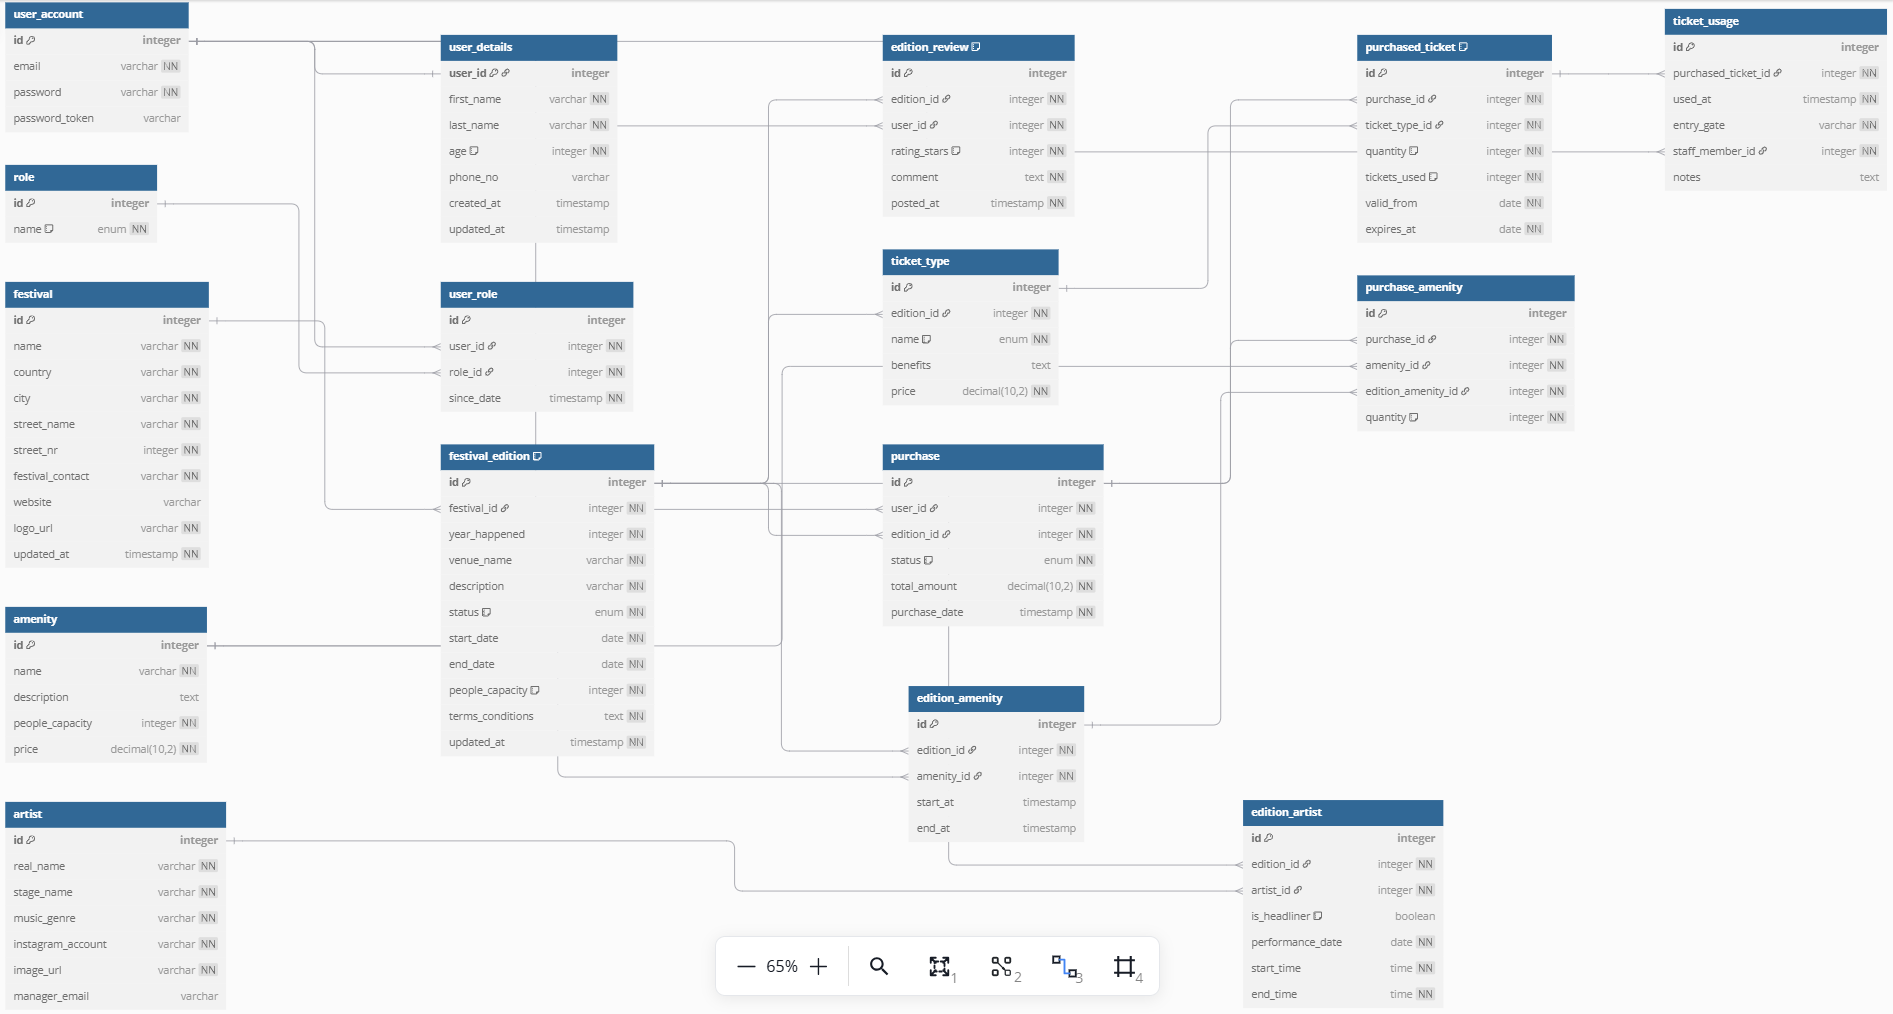 user_account
id integer
email varchar NN
password varchar NN
password_token varchar
role
id integer
name enum NN
festival
id integer
name varchar NN
country varchar NN
city varchar NN
street_name varchar NN
street_nr integer NN
festival_contact varchar NN
website varchar
logo_url varchar NN
updated_at timestamp NN
amenity
id integer
name varchar NN
description text
people_capacity integer NN
price decimal(10,2) NN
artist
id integer
real_name varchar NN
stage_name varchar NN
music_genre varchar NN
instagram_account varchar NN
image_url varchar NN
manager_email varchar
user_details
user_id integer
first_name varchar NN
last_name varchar NN
age integer NN
phone_no varchar
created_at timestamp
updated_at timestamp
user_role
id integer
user_id integer NN
role_id integer NN
since_date timestamp NN
festival_edition
id integer
festival_id integer NN
year_happened integer NN
venue_name varchar NN
description varchar NN
status enum NN
start_date date NN
end_date date NN
people_capacity integer NN
terms_conditions text NN
updated_at timestamp NN
edition_review
id integer
edition_id integer NN
user_id integer NN
rating_stars integer NN
comment text NN
posted_at timestamp NN
ticket_type
id integer
edition_id integer NN
name enum NN
benefits text
price decimal(10,2) NN
purchase
id integer
user_id integer NN
edition_id integer NN
status enum NN
total_amount decimal(10,2) NN
purchase_date timestamp NN
edition_amenity
id integer
edition_id integer NN
amenity_id integer NN
start_at timestamp
end_at timestamp
purchased_ticket
id integer
purchase_id integer NN
ticket_type_id integer NN
quantity integer NN
tickets_used integer NN
valid_from date NN
expires_at date NN
purchase_amenity
id integer
purchase_id integer NN
amenity_id integer NN
edition_amenity_id integer NN
quantity integer NN
edition_artist
id integer
edition_id integer NN
artist_id integer NN
is_headliner boolean
performance_date date NN
start_time time NN
end_time time NN
ticket_usage
id integer
purchased_ticket_id integer NN
used_at timestamp NN
entry_gate varchar NN
staff_member_id integer NN
notes text
65% 1 2 3 4